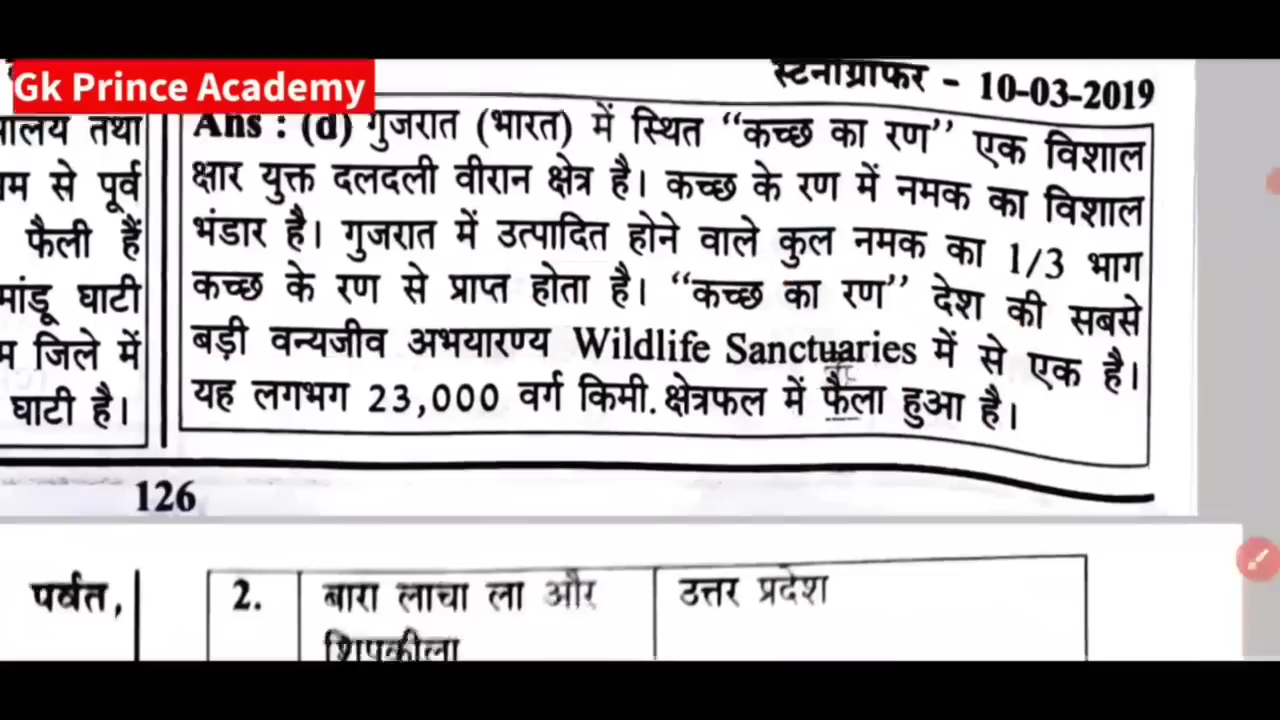 Gk Prince Academy
स्टेनोग्राफर - 10-03-2019
तथा
से पूर्व
फैली हैं
घाटी
जिले में
घाटी है।
Ans : (d) गुजरात (भारत) में स्थित “कच्छ का रण” एक विशाल
क्षार युक्त दलदली वीरान क्षेत्र है। कच्छ के रण में नमक का विशाल
भंडार है। गुजरात में उत्पादित होने वाले कुल नमक का 1/3 भाग
कच्छ के रण से प्राप्त होता है। “कच्छ का रण” देश की सबसे
बड़ी वन्यजीव अभयारण्य Wildlife Sanctuaries में से एक है।
यह लगभग 23,000 वर्ग किमी. क्षेत्रफल में फैला हुआ है।
126
पर्वत,
2. बारा लाचा ला और उत्तर प्रदेश
शिपकीला